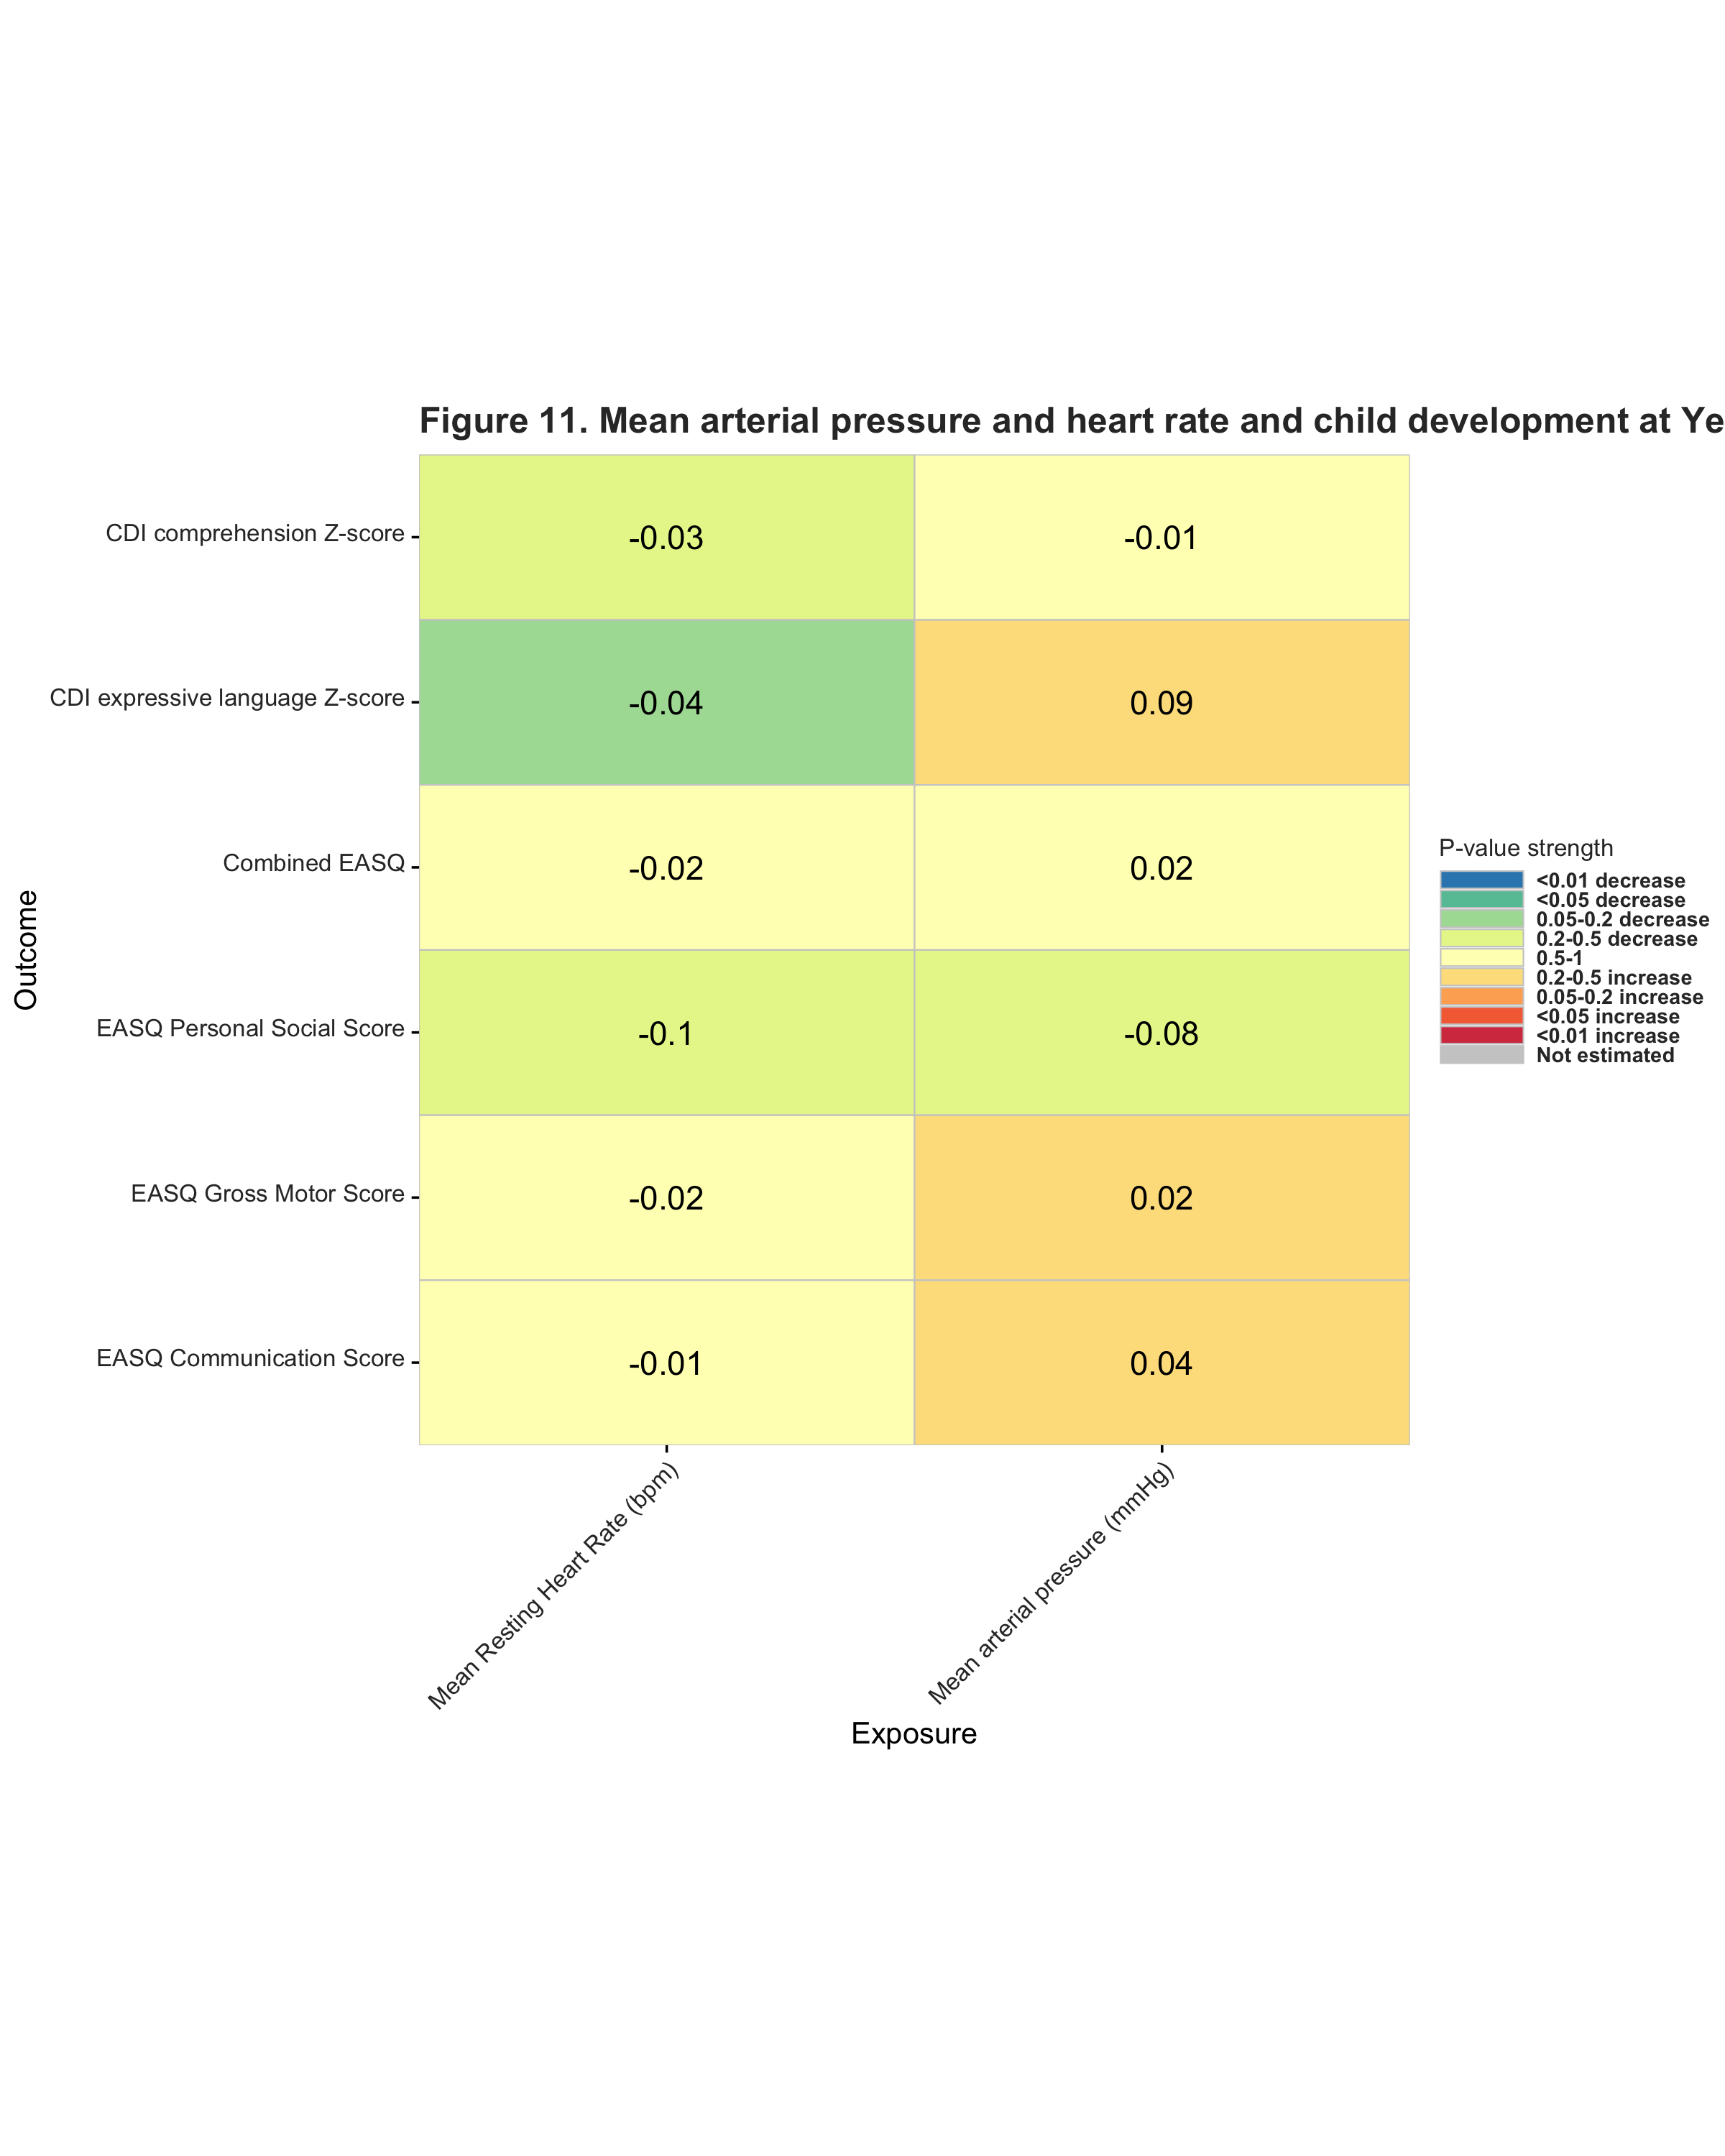 Figure 11. Mean arterial pressure and heart rate and child development at Ye
CDI comprehension Z-score
-0.03
-0.01
CDI expressive language Z-score
-0.04
0.09
Combined EASQ
-0.02
0.02
EASQ Personal Social Score
-0.1
-0.08
EASQ Gross Motor Score
-0.02
0.02
EASQ Communication Score
-0.01
0.04
Outcome
Mean Resting Heart Rate (bpm)
Mean arterial pressure (mmHg)
Exposure
P-value strength
<0.01 decrease
<0.05 decrease
0.05-0.2 decrease
0.2-0.5 decrease
0.5-1
0.2-0.5 increase
0.05-0.2 increase
<0.05 increase
<0.01 increase
Not estimated